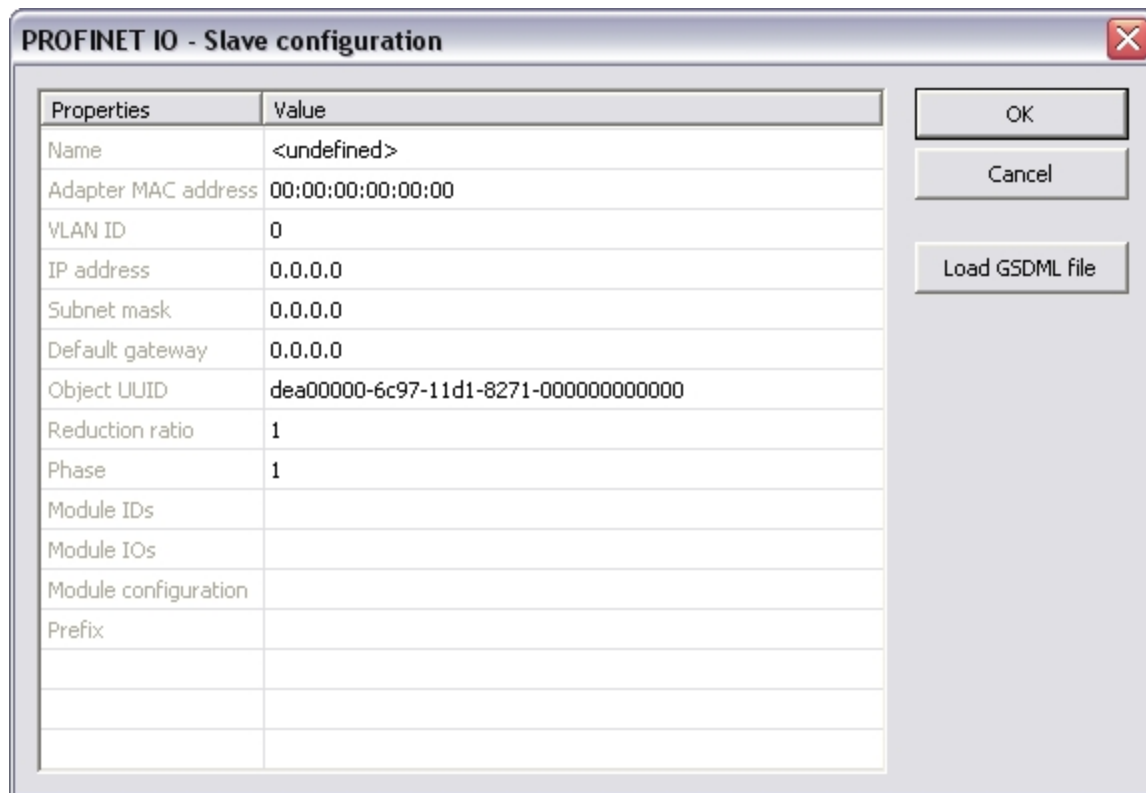 PROFINET IO - Slave configuration
Properties Value
Name <undefined>
Adapter MAC address 00:00:00:00:00:00
VLAN ID 0
IP address 0.0.0.0
Subnet mask 0.0.0.0
Default gateway 0.0.0.0
Object UUID dea00000-6c97-11d1-8271-000000000000
Reduction ratio 1
Phase 1
Module IDs
Module IOs
Module configuration
Prefix
OK
Cancel
Load GSDML file